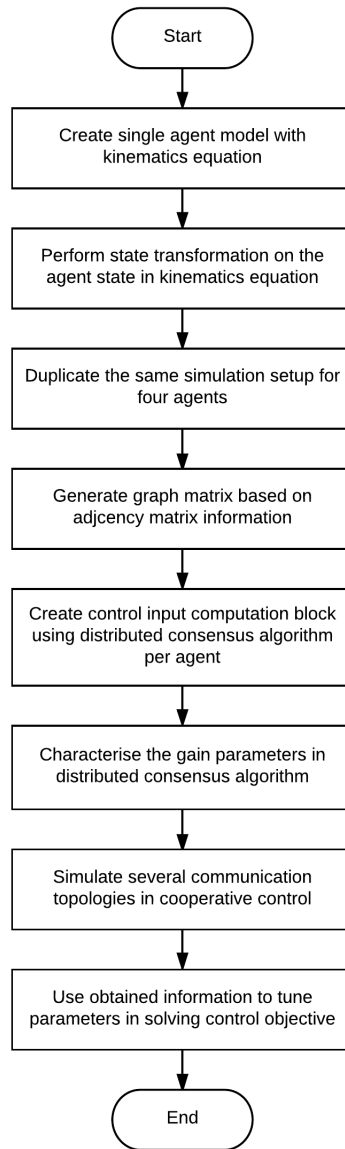 Start
Create single agent model with
kinematics equation
Perform state transformation on the
agent state in kinematics equation
Duplicate the same simulation setup for
four agents
Generate graph matrix based on
adjcency matrix information
Create control input computation block
using distributed consensus algorithm
per agent
Characterise the gain parameters in
distributed consensus algorithm
Simulate several communication
topologies in cooperative control
Use obtained information to tune
parameters in solving control objective
End